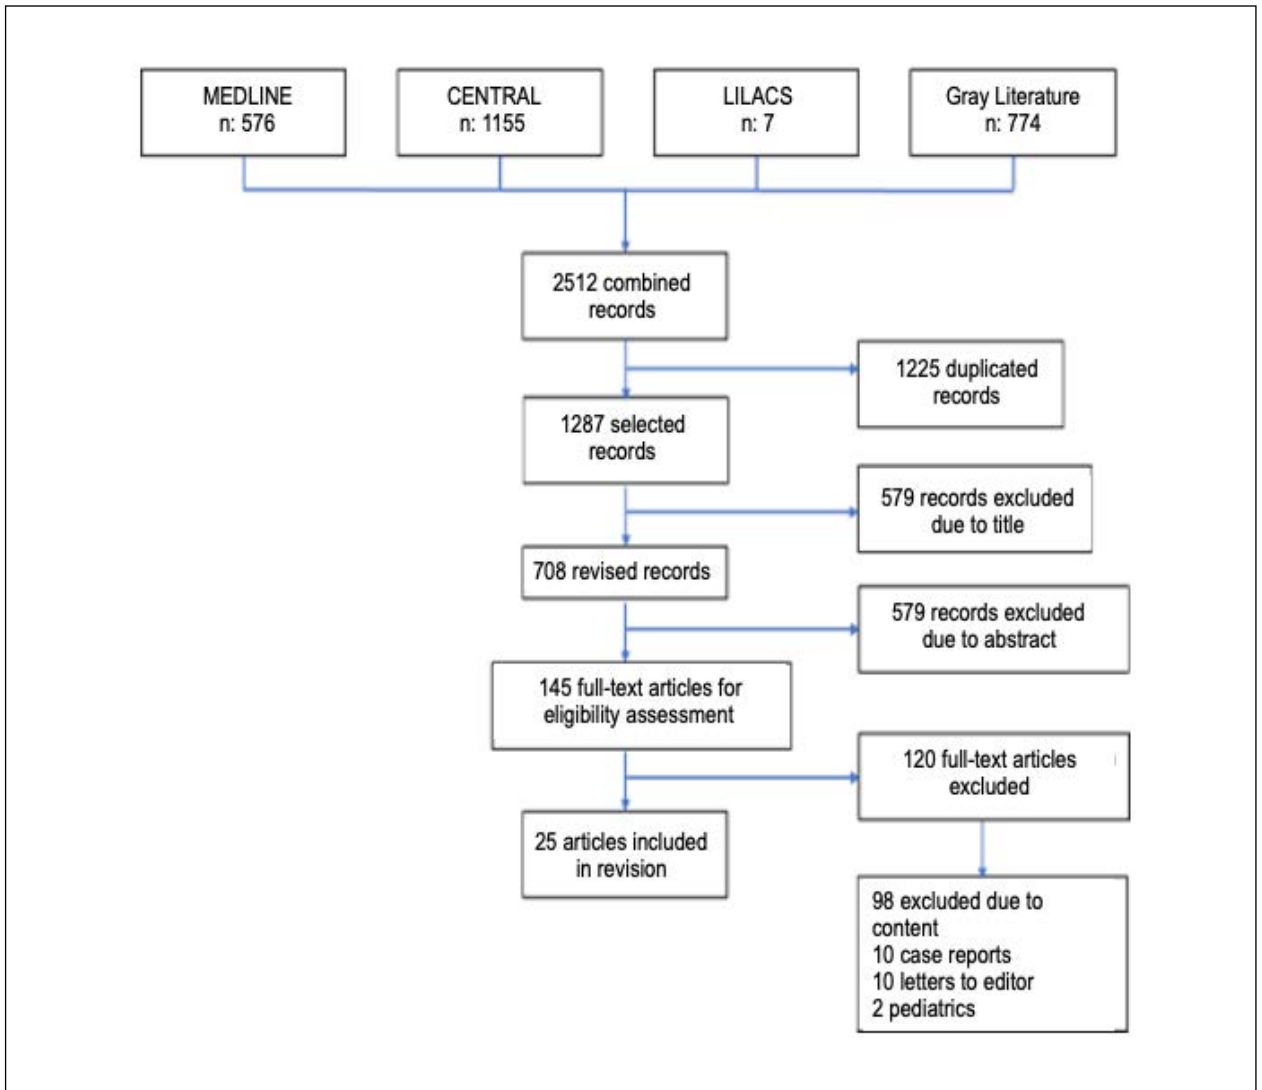 MEDLINE
n: 576
CENTRAL
n: 1155
LILACS
n: 7
Gray Literature
n: 774
2512 combined
records
1225 duplicated
records
1287 selected
records
579 records excluded
due to title
708 revised records
579 records excluded
due to abstract
145 full-text articles for
eligibility assessment
120 full-text articles
excluded
25 articles included
in revision
98 excluded due to
content
10 case reports
10 letters to editor
2 pediatrics